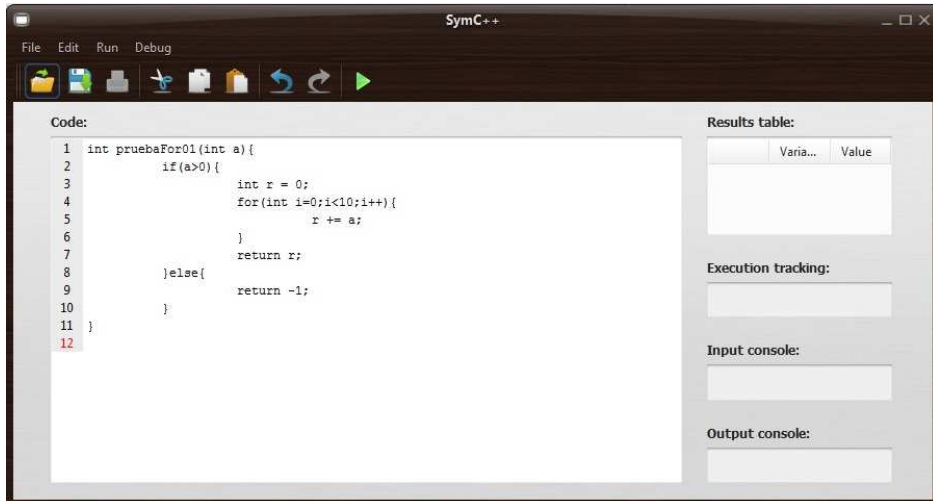 SymC++
File Edit Run Debug
Code:
1 int pruebaFor01(int a){
2 if(a>0){
3 int r = 0;
4 for(int i=0;i<10;i++){
5 r += a;
6 }
7 return r;
8 }else{
9 return -1;
10 }
11 }
12
Results table:
Varia... Value
Execution tracking:
Input console:
Output console: